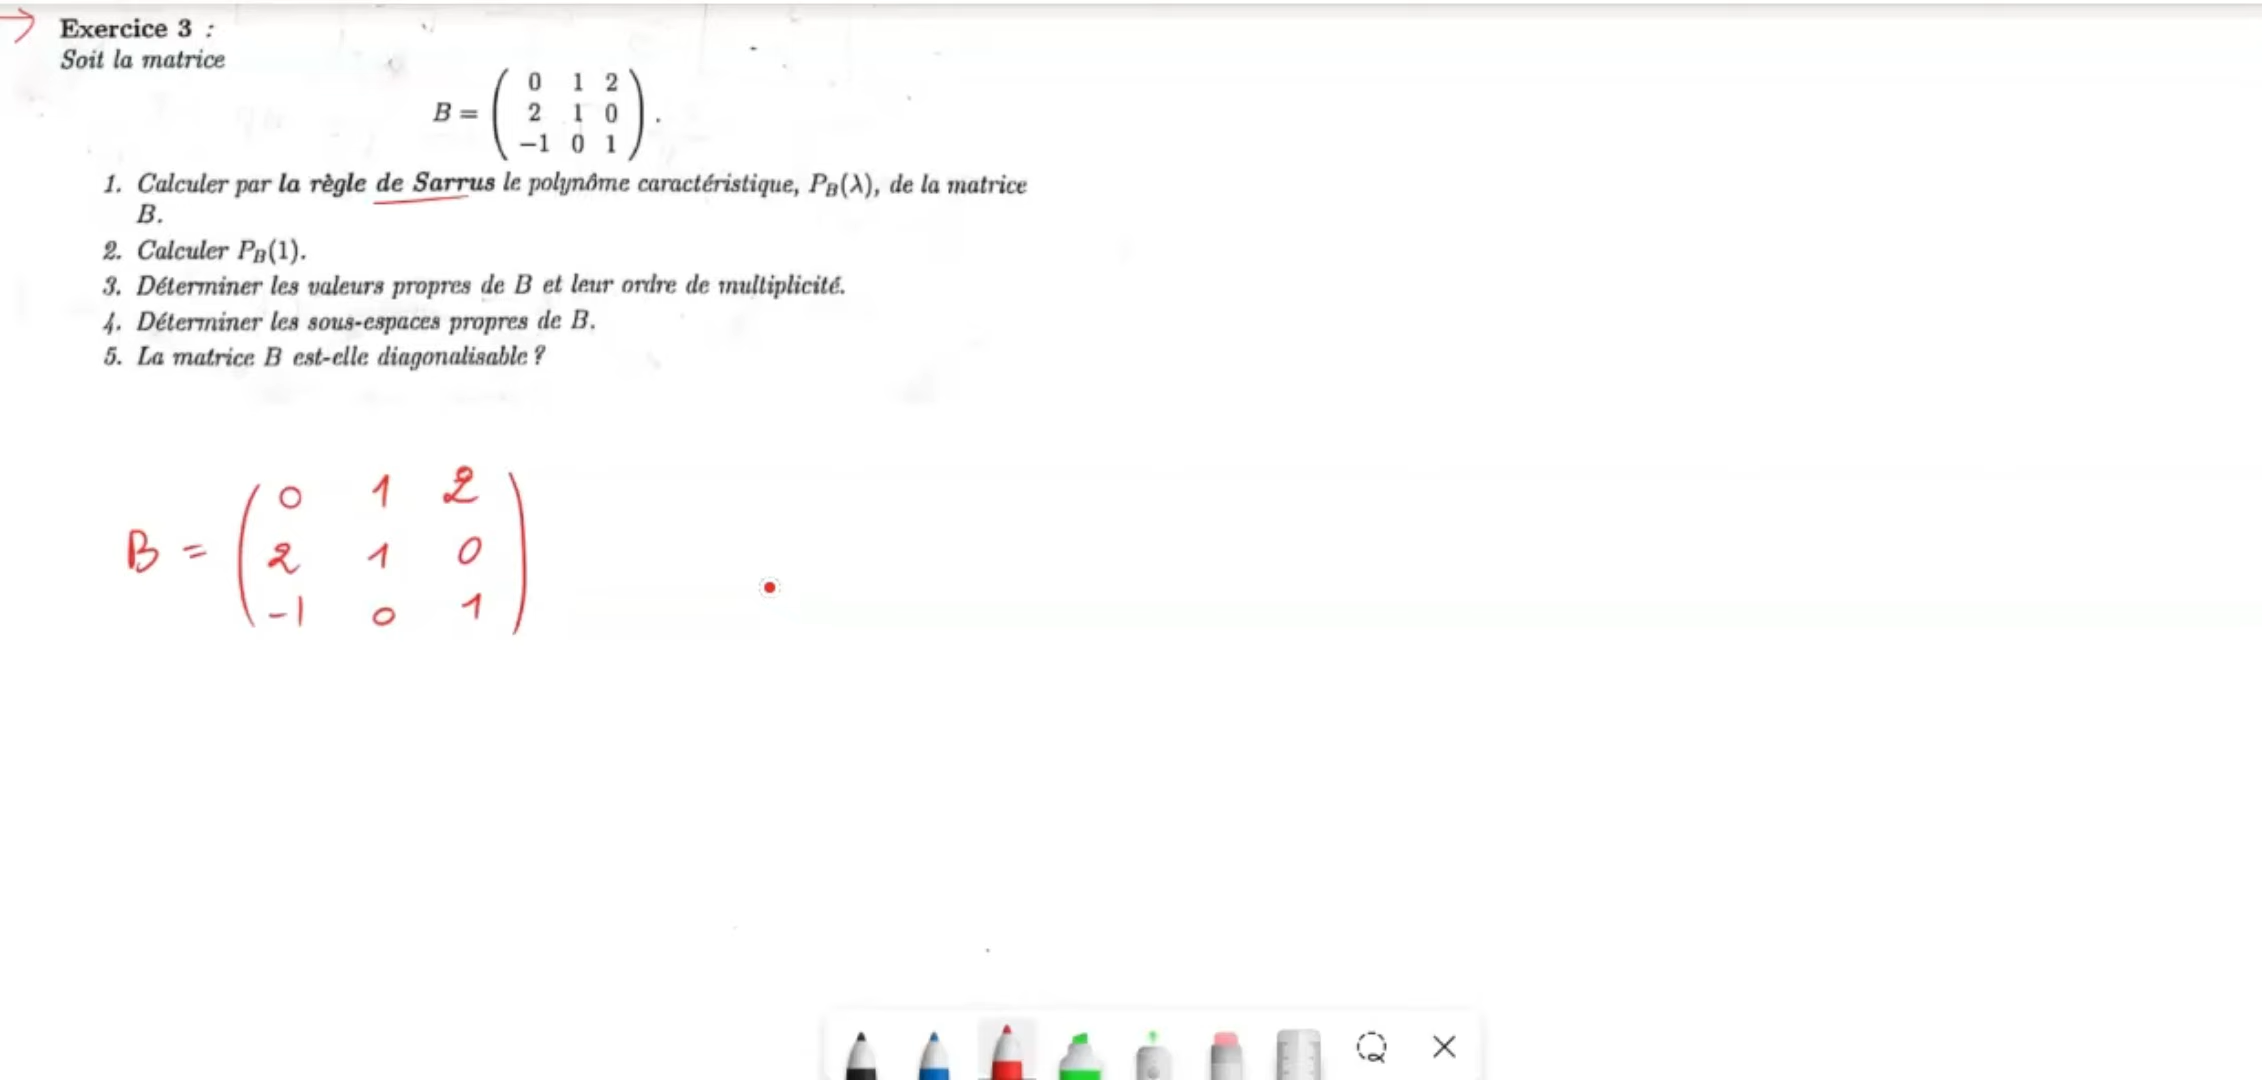 Exercice 3 :
Soit la matrice
B = ( 0 1 2
2 1 0
−1 0 1 ) .
1. Calculer par la règle de Sarrus le polynôme caractéristique, P_B(λ), de la matrice
B.
2. Calculer P_B(1).
3. Déterminer les valeurs propres de B et leur ordre de multiplicité.
4. Déterminer les sous-espaces propres de B.
5. La matrice B est-elle diagonalisable ?
B = ( 0 1 2
2 1 0
-1 0 1 )